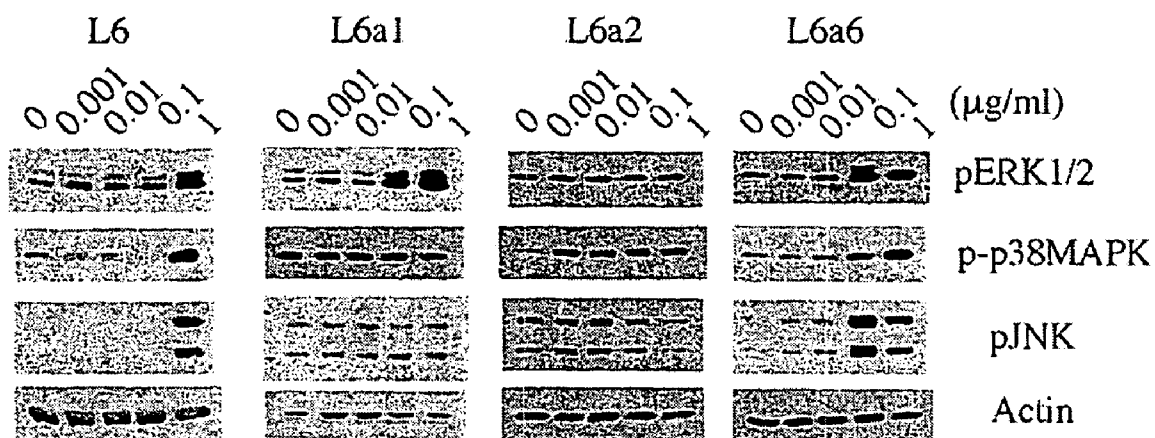 L6 L6a1 L6a2 L6a6
0 0.001 0.01 0.1 1 0 0.001 0.01 0.1 1 0 0.001 0.01 0.1 1 0 0.001 0.01 0.1 1 (µg/ml)
pERK1/2
p-p38MAPK
pJNK
Actin